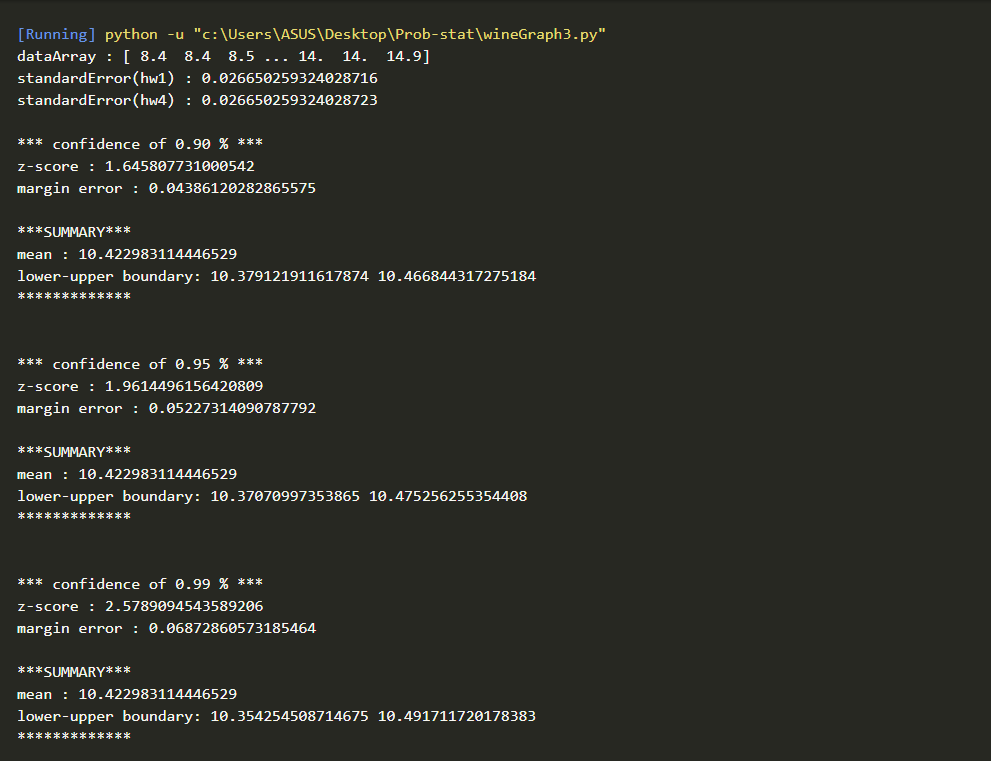 [Running] python -u "c:\Users\ASUS\Desktop\Prob-stat\wineGraph3.py"
dataArray : [ 8.4  8.4  8.5 ... 14.  14.  14.9]
standardError(hw1) : 0.026650259324028716
standardError(hw4) : 0.026650259324028723
*** confidence of 0.90 % ***
z-score : 1.645807731000542
margin error : 0.04386120282865575
***SUMMARY***
mean : 10.422983114446529
lower-upper boundary: 10.379121911617874 10.466844317275184
*************
*** confidence of 0.95 % ***
z-score : 1.9614496156420809
margin error : 0.05227314090787792
***SUMMARY***
mean : 10.422983114446529
lower-upper boundary: 10.37070997353865 10.475256255354408
*************
*** confidence of 0.99 % ***
z-score : 2.5789094543589206
margin error : 0.06872860573185464
***SUMMARY***
mean : 10.422983114446529
lower-upper boundary: 10.354254508714675 10.491711720178383
*************